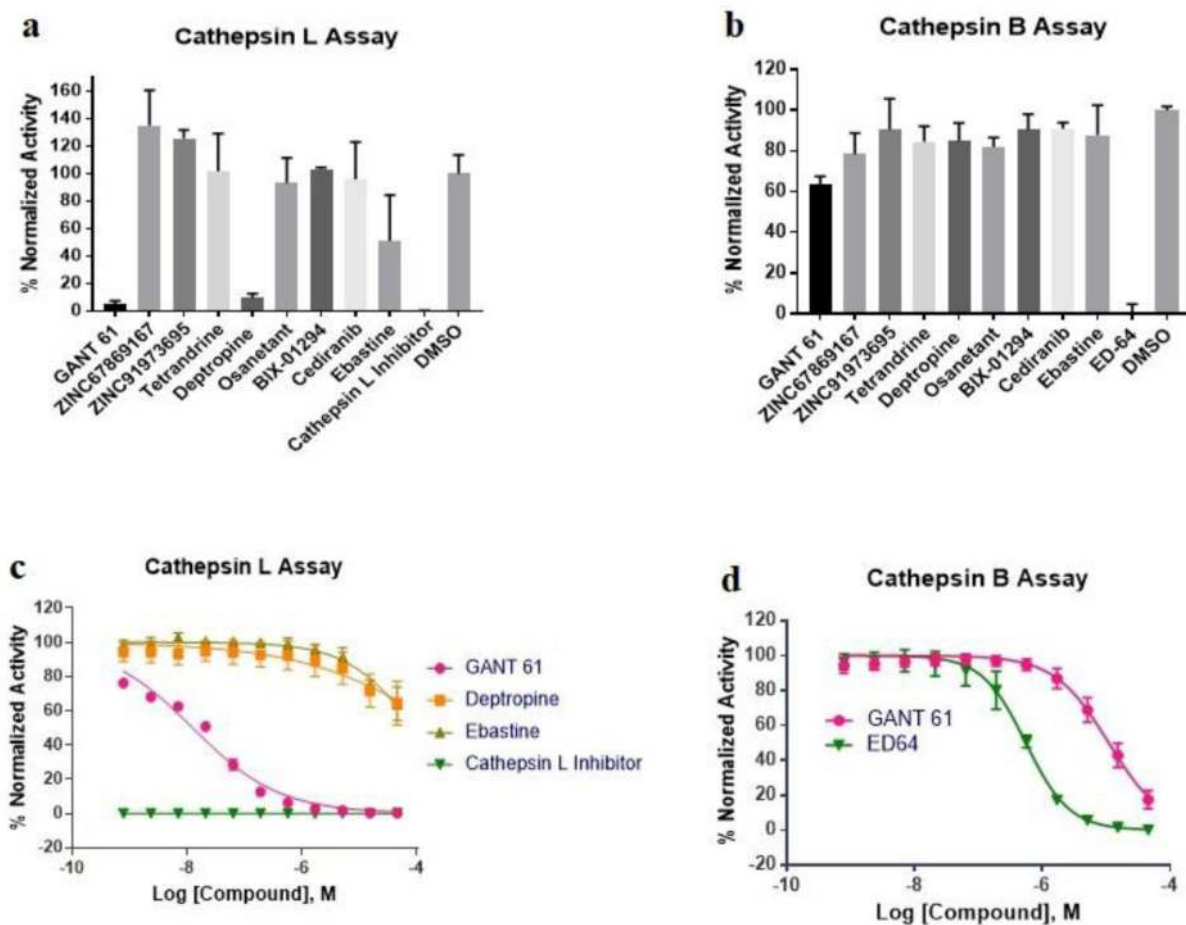 a
Cathepsin L Assay
% Normalized Activity
160
140
120
100
80
60
40
20
0
GANT 61
ZINC67869167
ZINC91973695
Tetrandrine
Deptropine
Osanetant
BIX-01294
Cediranib
Ebastine
Cathepsin L Inhibitor
DMSO
b
Cathepsin B Assay
% Normalized Activity
120
100
80
60
40
20
0
GANT 61
ZINC67869167
ZINC91973695
Tetrandrine
Deptropine
Osanetant
BIX-01294
Cediranib
Ebastine
ED-64
DMSO
c
Cathepsin L Assay
% Normalized Activity
120
100
80
60
40
20
0
-20
-10
-8
-6
-4
Log [Compound], M
GANT 61
Deptropine
Ebastine
Cathepsin L Inhibitor
d
Cathepsin B Assay
% Normalized Activity
120
100
80
60
40
20
0
-20
-10
-8
-6
-4
Log [Compound], M
GANT 61
ED64